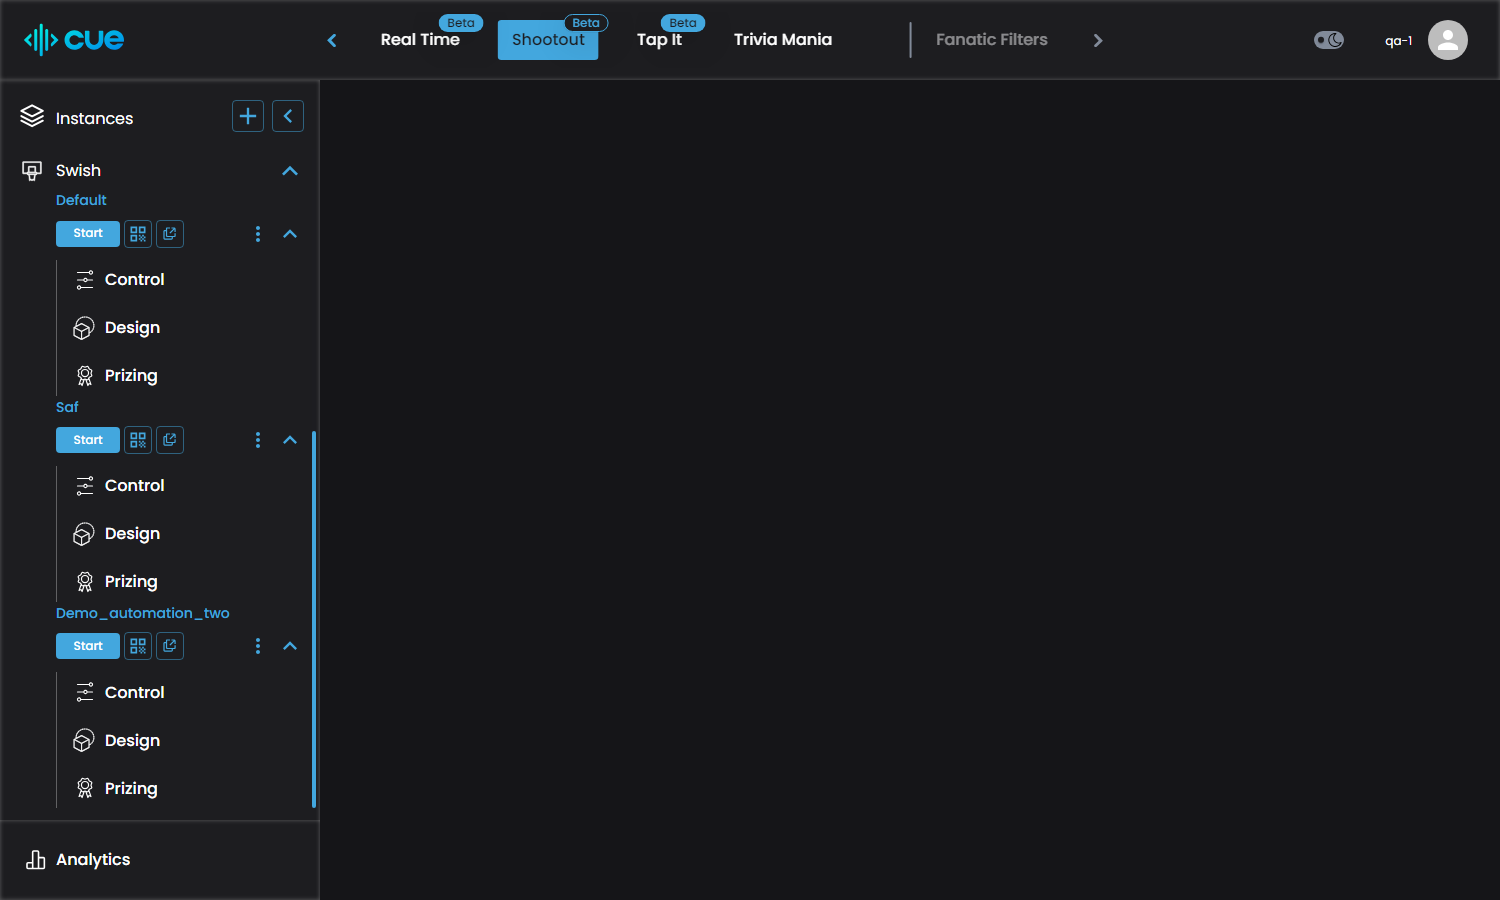 cue
Real Time
Beta
Shootout
Beta
Tap It
Beta
Trivia Mania
Fanatic Filters
qa-1
Instances
Swish
Default
Start
Control
Design
Prizing
Saf
Start
Control
Design
Prizing
Demo_automation_two
Start
Control
Design
Prizing
Analytics